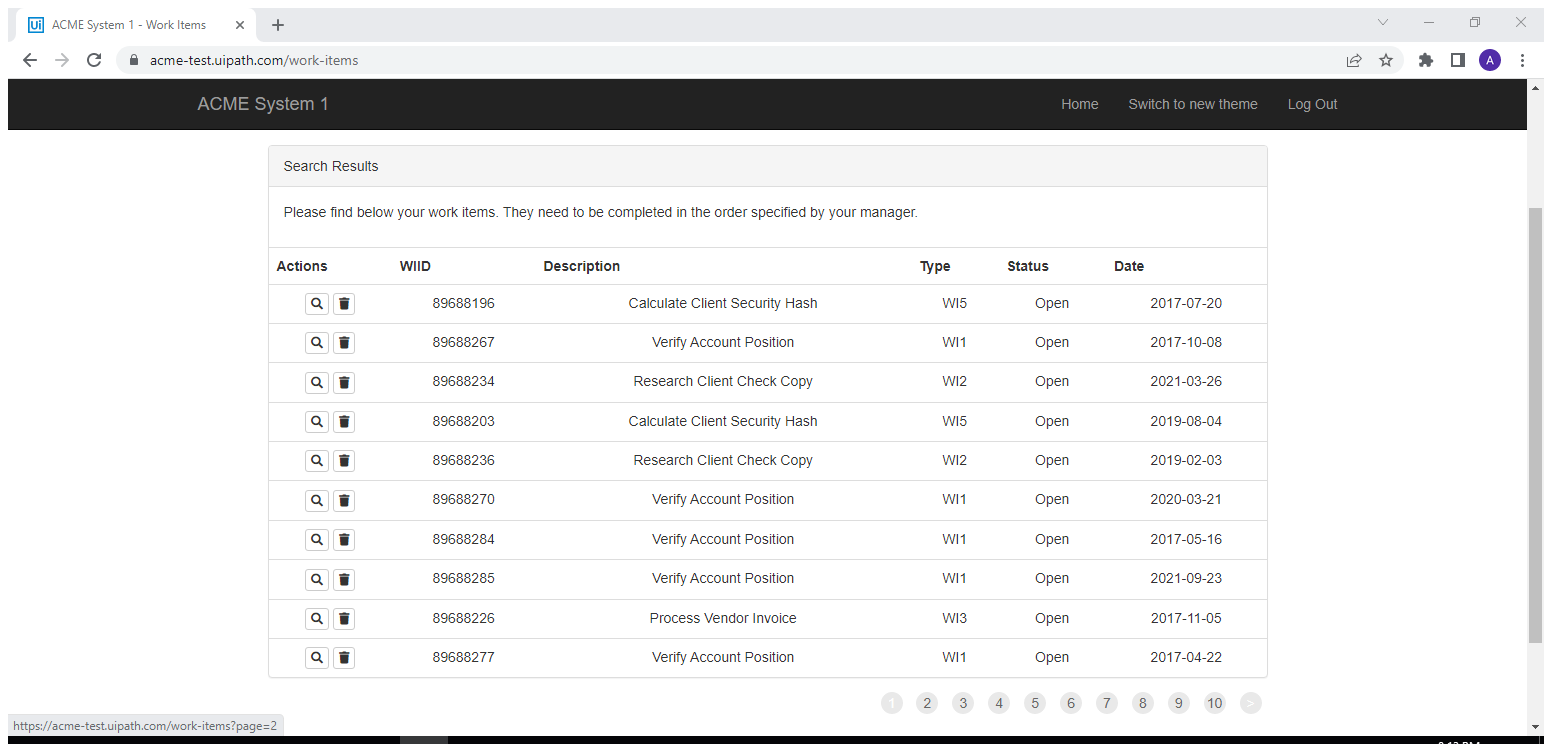 Ui ACME System 1 - Work Items
acme-test.uipath.com/work-items
A
ACME System 1 Home Switch to new theme Log Out
Search Results
Please find below your work items. They need to be completed in the order specified by your manager.
Actions WIID Description Type Status Date
89688196 Calculate Client Security Hash WI5 Open 2017-07-20
89688267 Verify Account Position WI1 Open 2017-10-08
89688234 Research Client Check Copy WI2 Open 2021-03-26
89688203 Calculate Client Security Hash WI5 Open 2019-08-04
89688236 Research Client Check Copy WI2 Open 2019-02-03
89688270 Verify Account Position WI1 Open 2020-03-21
89688284 Verify Account Position WI1 Open 2017-05-16
89688285 Verify Account Position WI1 Open 2021-09-23
89688226 Process Vendor Invoice WI3 Open 2017-11-05
89688277 Verify Account Position WI1 Open 2017-04-22
1 2 3 4 5 6 7 8 9 10 >
https://acme-test.uipath.com/work-items?page=2